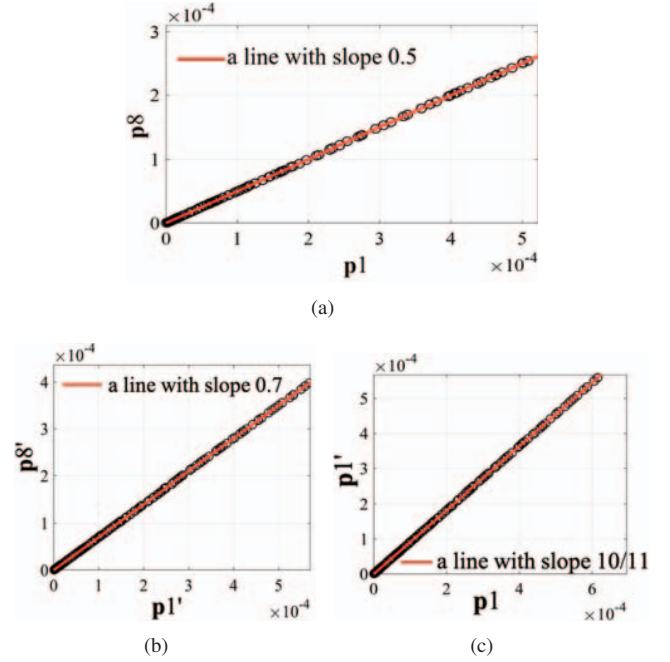 ×10⁻⁴
3
a line with slope 0.5
2
p8
1
0
0 1 2 3 4 5
p1 ×10⁻⁴
(a)
×10⁻⁴
4
a line with slope 0.7
3
p8'
2
1
0
0 1 2 3 4 5
p1' ×10⁻⁴
(b)
×10⁻⁴
5
4
p1'
3
2
1
a line with slope 10/11
0
0 2 4 6
p1 ×10⁻⁴
(c)